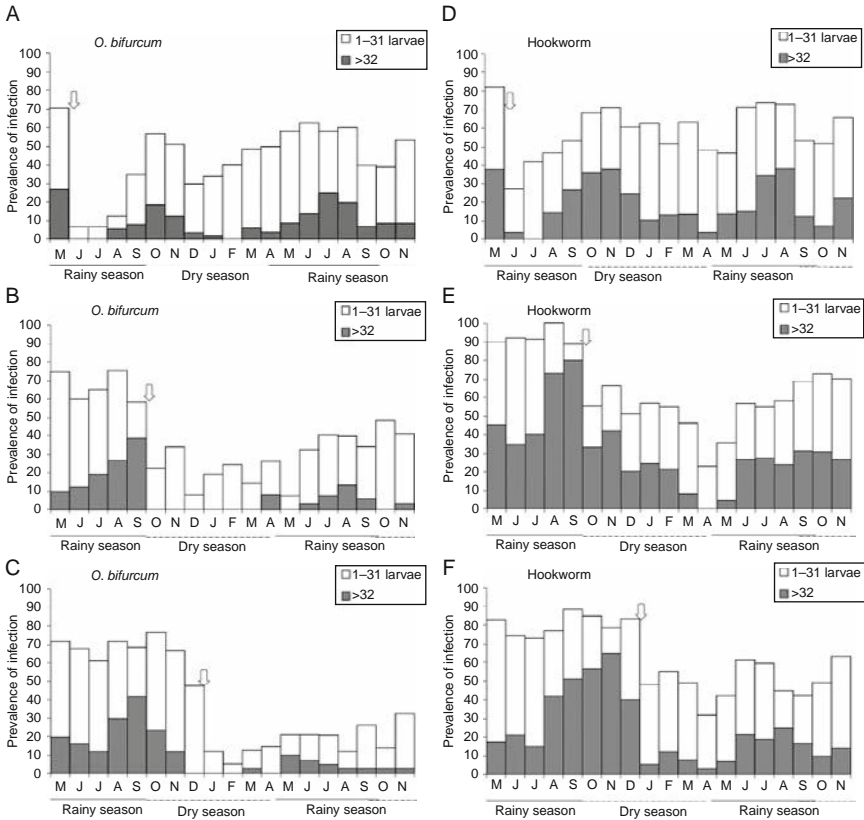 A
O. bifurcum
1–31 larvae
>32
Prevalence of infection
100
90
80
70
60
50
40
30
20
10
0
M J J A S O N D J F M A M J J A S O N
Rainy season Dry season Rainy season
D
Hookworm
1–31 larvae
>32
Prevalence of infection
100
90
80
70
60
50
40
30
20
10
0
M J J A S O N D J F M A M J J A S O N
Rainy season Dry season Rainy season
B
O. bifurcum
1–31 larvae
>32
Prevalence of infection
100
90
80
70
60
50
40
30
20
10
0
M J J A S O N D J F M A M J J A S O N
Rainy season Dry season Rainy season
E
Hookworm
1–31 larvae
>32
Prevalence of infection
100
90
80
70
60
50
40
30
20
10
0
M J J A S O N D J F M A M J J A S O N
Rainy season Dry season Rainy season
C
O. bifurcum
1–31 larvae
>32
Prevalence of infection
100
90
80
70
60
50
40
30
20
10
0
M J J A S O N D J F M A M J J A S O N
Rainy season Dry season Rainy season
F
Hookworm
1–31 larvae
>32
Prevalence of infection
100
90
80
70
60
50
40
30
20
10
0
M J J A S O N D J F M A M J J A S O N
Rainy season Dry season Rainy season